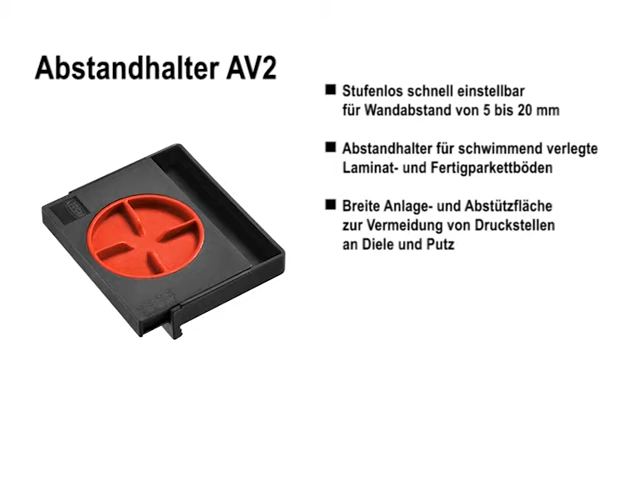 Abstandhalter AV2
■ Stufenlos schnell einstellbar
für Wandabstand von 5 bis 20 mm
■ Abstandhalter für schwimmend verlegte
Laminat- und Fertigparkettböden
■ Breite Anlage- und Abstützfläche
zur Vermeidung von Druckstellen
an Diele und Putz